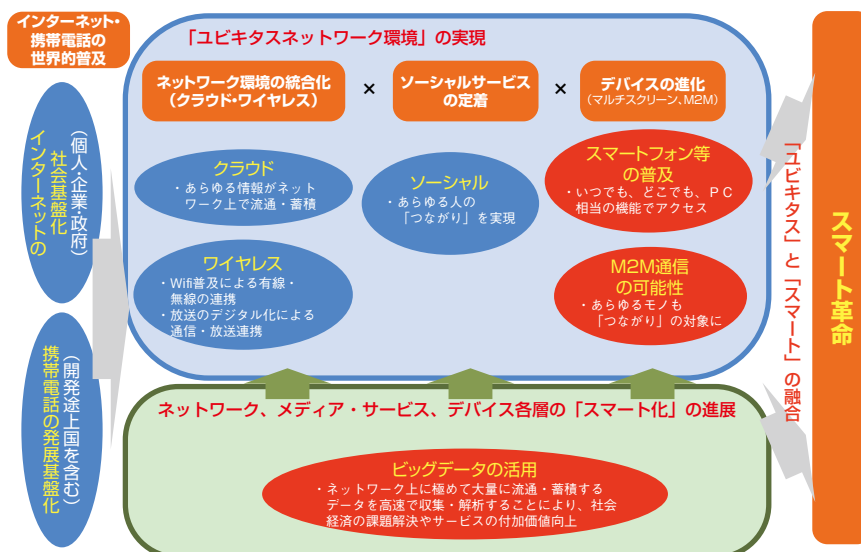 インターネット・
携帯電話の
世界的普及
インターネットの
社会基盤化
（個人・企業・政府）
携帯電話の発展基盤化
（開発途上国を含む）
「ユビキタスネットワーク環境」の実現
ネットワーク環境の統合化
（クラウド・ワイヤレス）
×
ソーシャルサービス
の定着
×
デバイスの進化
（マルチスクリーン、M2M）
クラウド
・あらゆる情報がネット
ワーク上で流通・蓄積
ワイヤレス
・Wifi普及による有線・
無線の連携
・放送のデジタル化による
通信・放送連携
ソーシャル
・あらゆる人の
「つながり」を実現
スマートフォン等
の普及
・いつでも、どこでも、ＰＣ
相当の機能でアクセス
M2M通信
の可能性
・あらゆるモノも
「つながり」の対象に
ネットワーク、メディア・サービス、デバイス各層の「スマート化」の進展
ビッグデータの活用
・ネットワーク上に極めて大量に流通・蓄積する
データを高速で収集・解析することにより、社会
経済の課題解決やサービスの付加価値向上
「ユビキタス」と「スマート」の融合
スマート革命